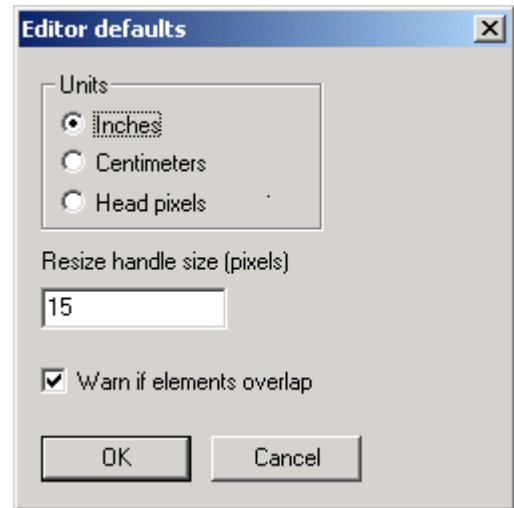 Editor defaults
Units
Inches
Centimeters
Head pixels
Resize handle size (pixels)
15
Warn if elements overlap
OK Cancel